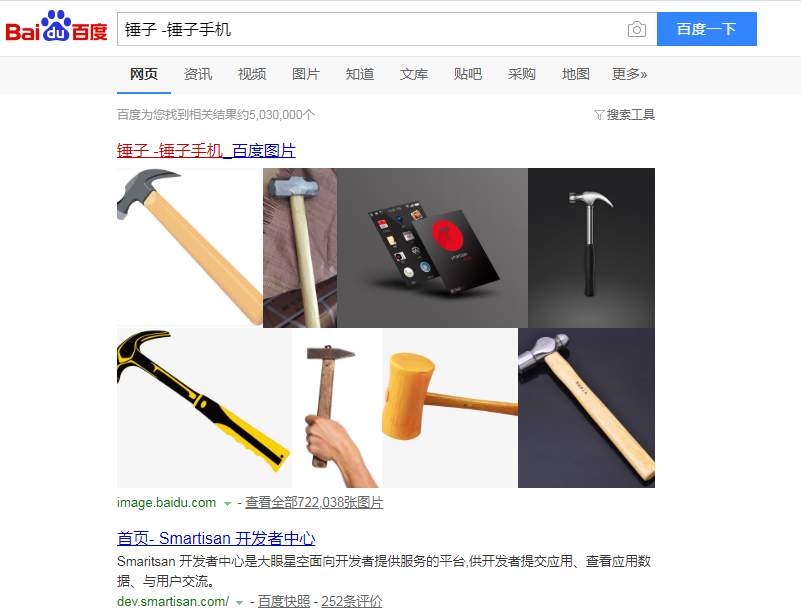 Bai du 百度
锤子 -锤子手机
百度一下
网页 资讯 视频 图片 知道 文库 贴吧 采购 地图 更多»
百度为您找到相关结果约5,030,000个
搜索工具
锤子 -锤子手机_百度图片
smartisan
image.baidu.com - 查看全部722,038张图片
首页- Smartisan 开发者中心
Smaritsan 开发者中心是大眼星空面向开发者提供服务的平台,供开发者提交应用、查看应用数
据、与用户交流。
dev.smartisan.com/ - 百度快照 - 252条评价